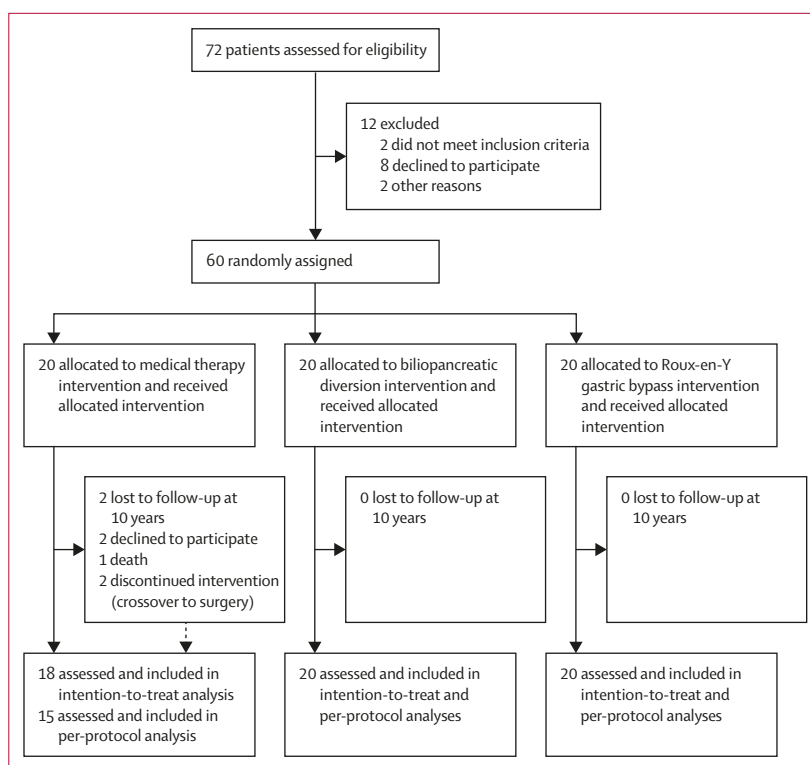 72 patients assessed for eligibility
12 excluded
2 did not meet inclusion criteria
8 declined to participate
2 other reasons
60 randomly assigned
20 allocated to medical therapy
intervention and received
allocated intervention
20 allocated to biliopancreatic
diversion intervention and
received allocated
intervention
20 allocated to Roux-en-Y
gastric bypass intervention
and received allocated
intervention
2 lost to follow-up at
10 years
2 declined to participate
1 death
2 discontinued intervention
(crossover to surgery)
0 lost to follow-up at
10 years
0 lost to follow-up at
10 years
18 assessed and included in
intention-to-treat analysis
15 assessed and included in
per-protocol analysis
20 assessed and included in
intention-to-treat and
per-protocol analyses
20 assessed and included in
intention-to-treat and
per-protocol analyses